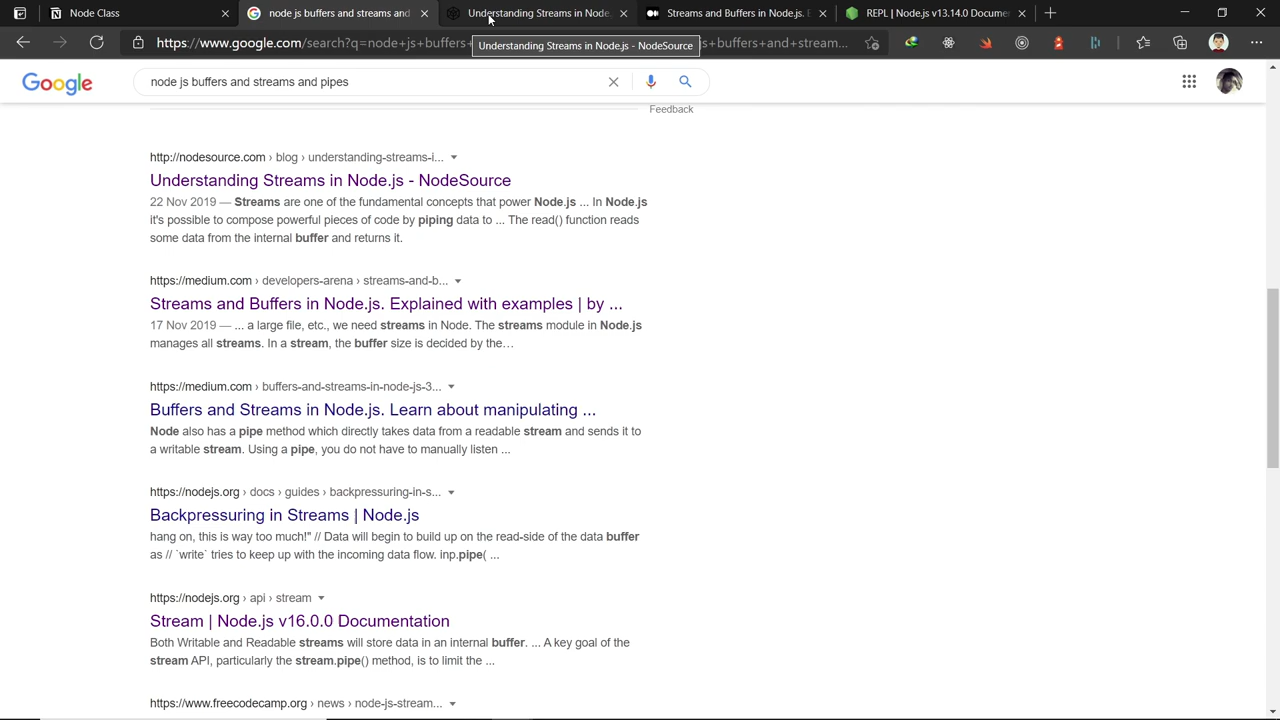 Node Class
node js buffers and streams and
Understanding Streams in Node.
Streams and Buffers in Node.js. E
REPL | Node.js v13.14.0 Documen
https://www.google.com/search?q=node+js+buffers+
s+buffers+and+stream...
Understanding Streams in Node.js - NodeSource
Google
node js buffers and streams and pipes
Feedback
http://nodesource.com › blog › understanding-streams-i...
Understanding Streams in Node.js - NodeSource
22 Nov 2019 — Streams are one of the fundamental concepts that power Node.js ... In Node.js
it's possible to compose powerful pieces of code by piping data to ... The read() function reads
some data from the internal buffer and returns it.
https://medium.com › developers-arena › streams-and-b...
Streams and Buffers in Node.js. Explained with examples | by ...
17 Nov 2019 — ... a large file, etc., we need streams in Node. The streams module in Node.js
manages all streams. In a stream, the buffer size is decided by the…
https://medium.com › buffers-and-streams-in-node-js-3...
Buffers and Streams in Node.js. Learn about manipulating ...
Node also has a pipe method which directly takes data from a readable stream and sends it to
a writable stream. Using a pipe, you do not have to manually listen ...
https://nodejs.org › docs › guides › backpressuring-in-s...
Backpressuring in Streams | Node.js
hang on, this is way too much!" // Data will begin to build up on the read-side of the data buffer
as // `write` tries to keep up with the incoming data flow. inp.pipe( ...
https://nodejs.org › api › stream
Stream | Node.js v16.0.0 Documentation
Both Writable and Readable streams will store data in an internal buffer. ... A key goal of the
stream API, particularly the stream.pipe() method, is to limit the ...
https://www.freecodecamp.org › news › node-js-stream...